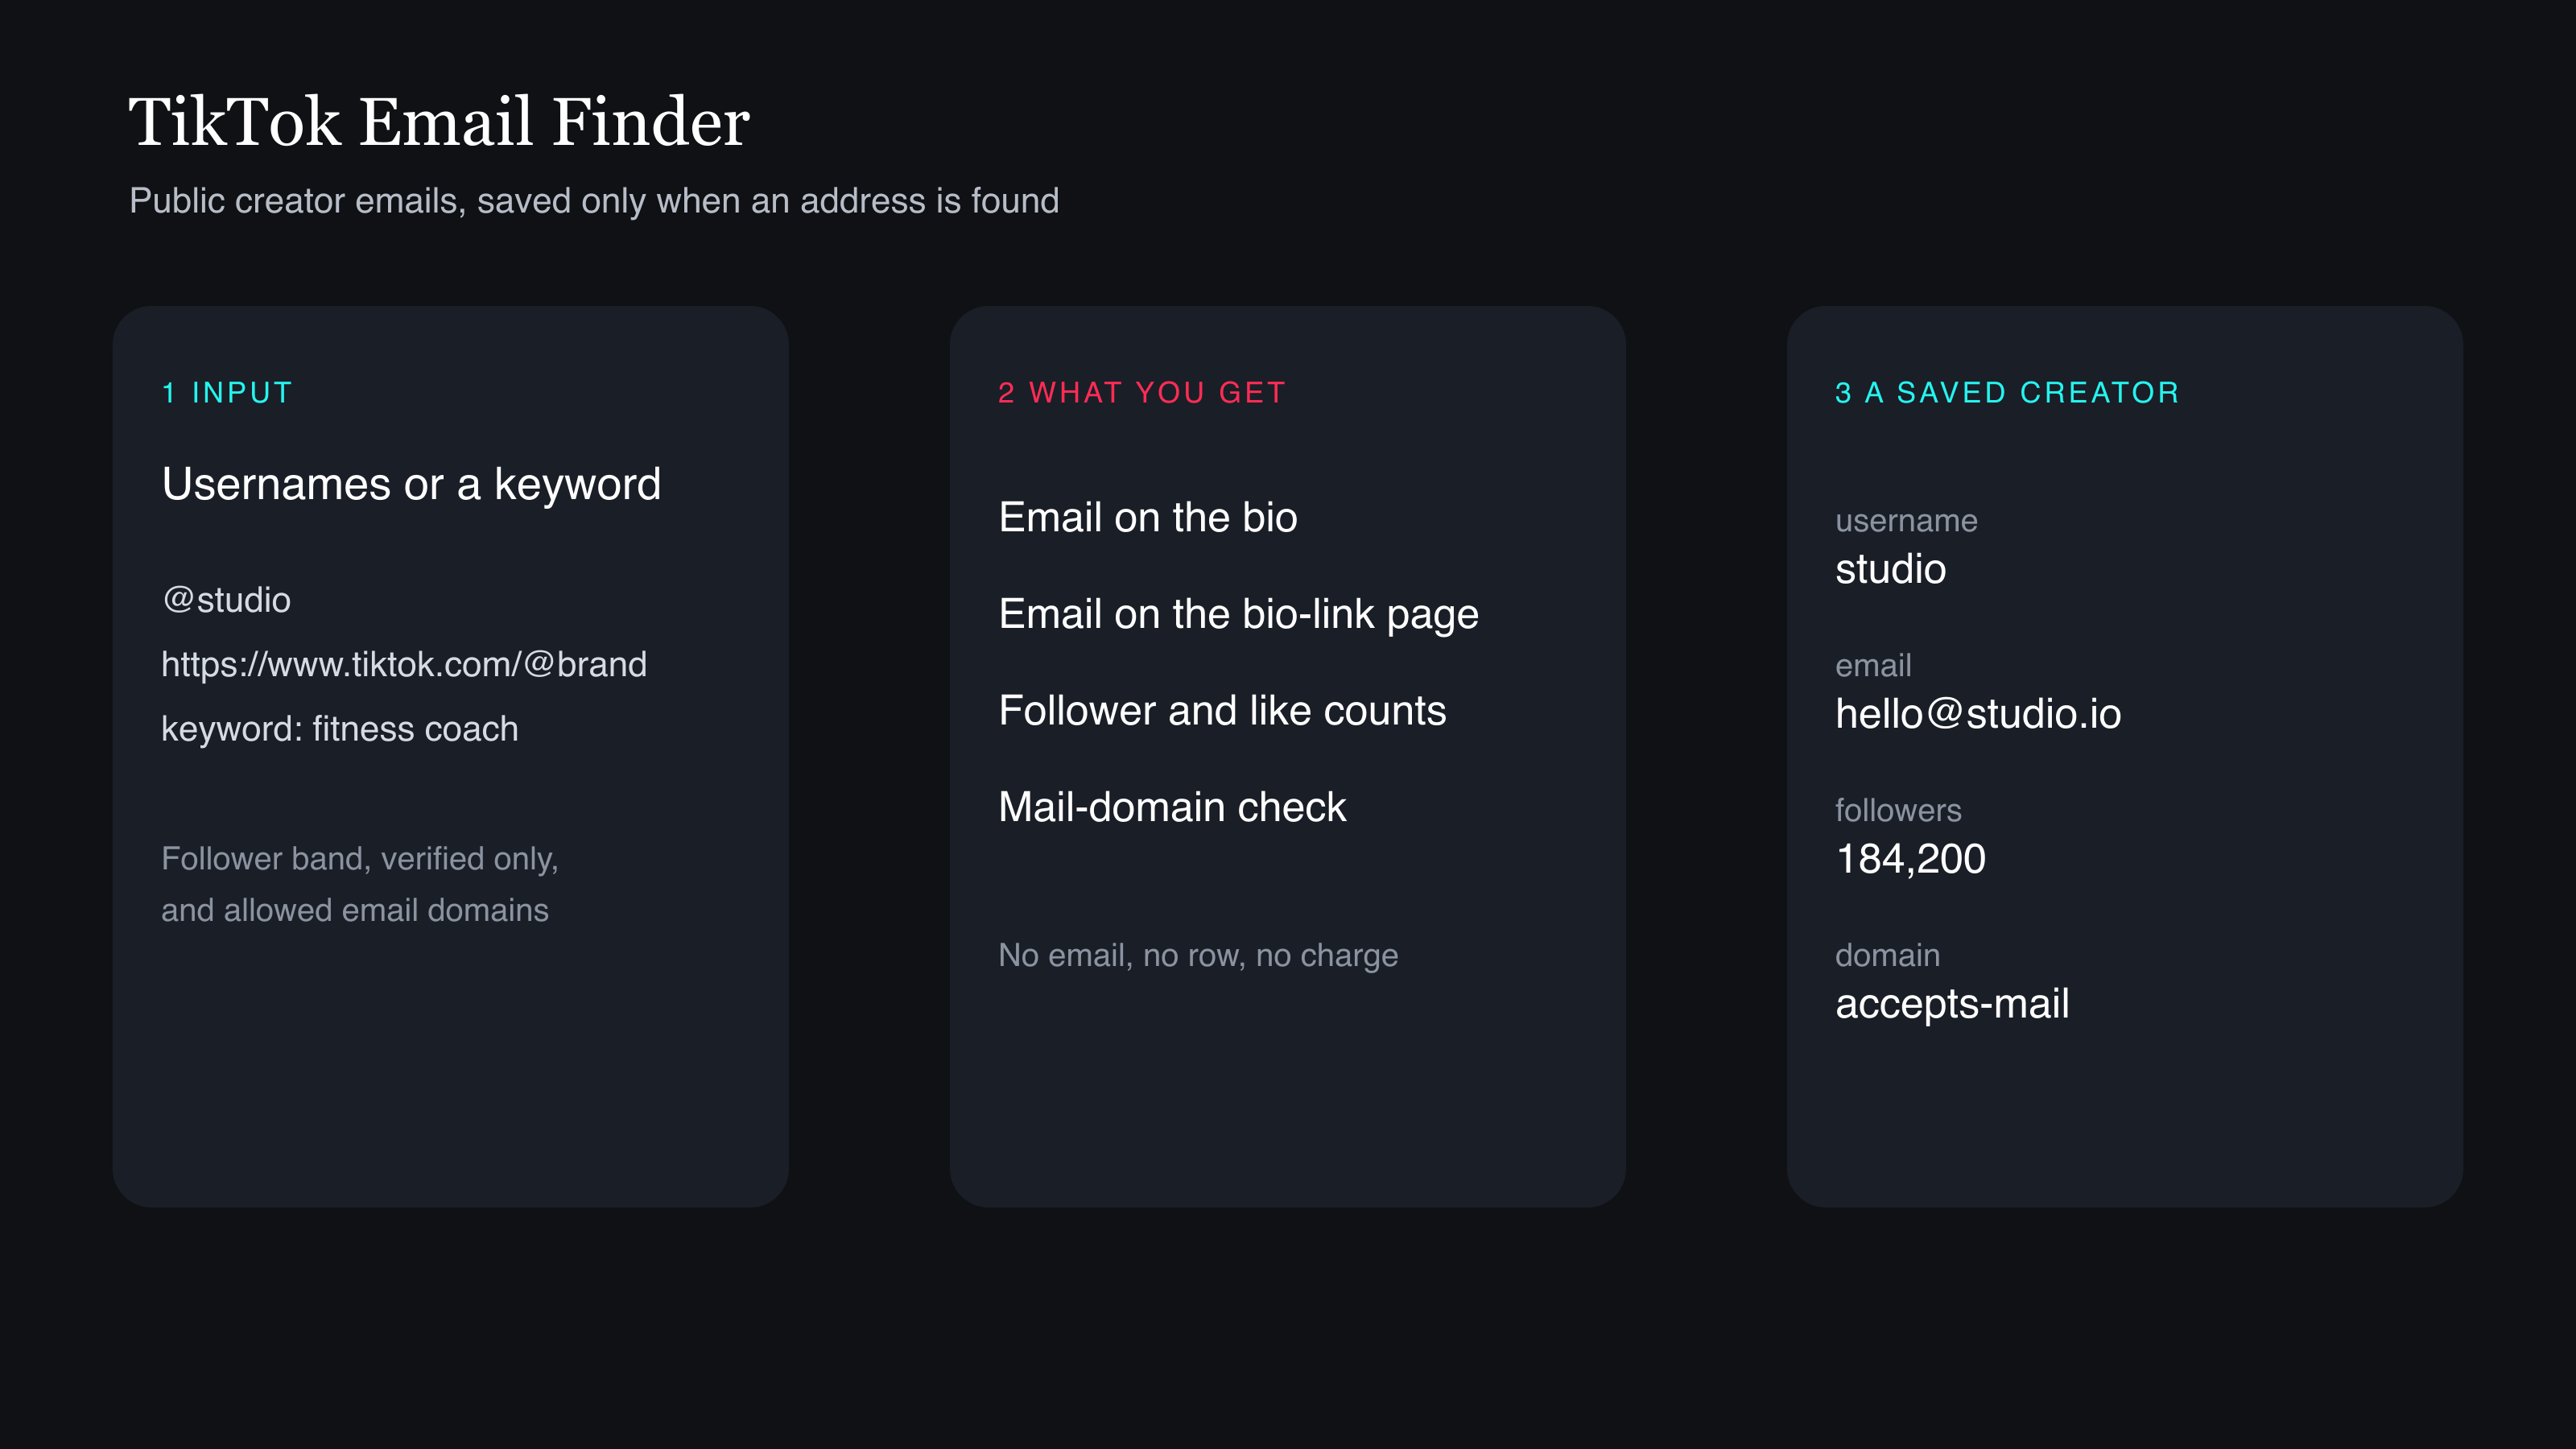 TikTok Email Finder
Public creator emails, saved only when an address is found
1 INPUT
Usernames or a keyword
@studio
https://www.tiktok.com/@brand
keyword: fitness coach
Follower band, verified only,
and allowed email domains
2 WHAT YOU GET
Email on the bio
Email on the bio-link page
Follower and like counts
Mail-domain check
No email, no row, no charge
3 A SAVED CREATOR
username
studio
email
hello@studio.io
followers
184,200
domain
accepts-mail